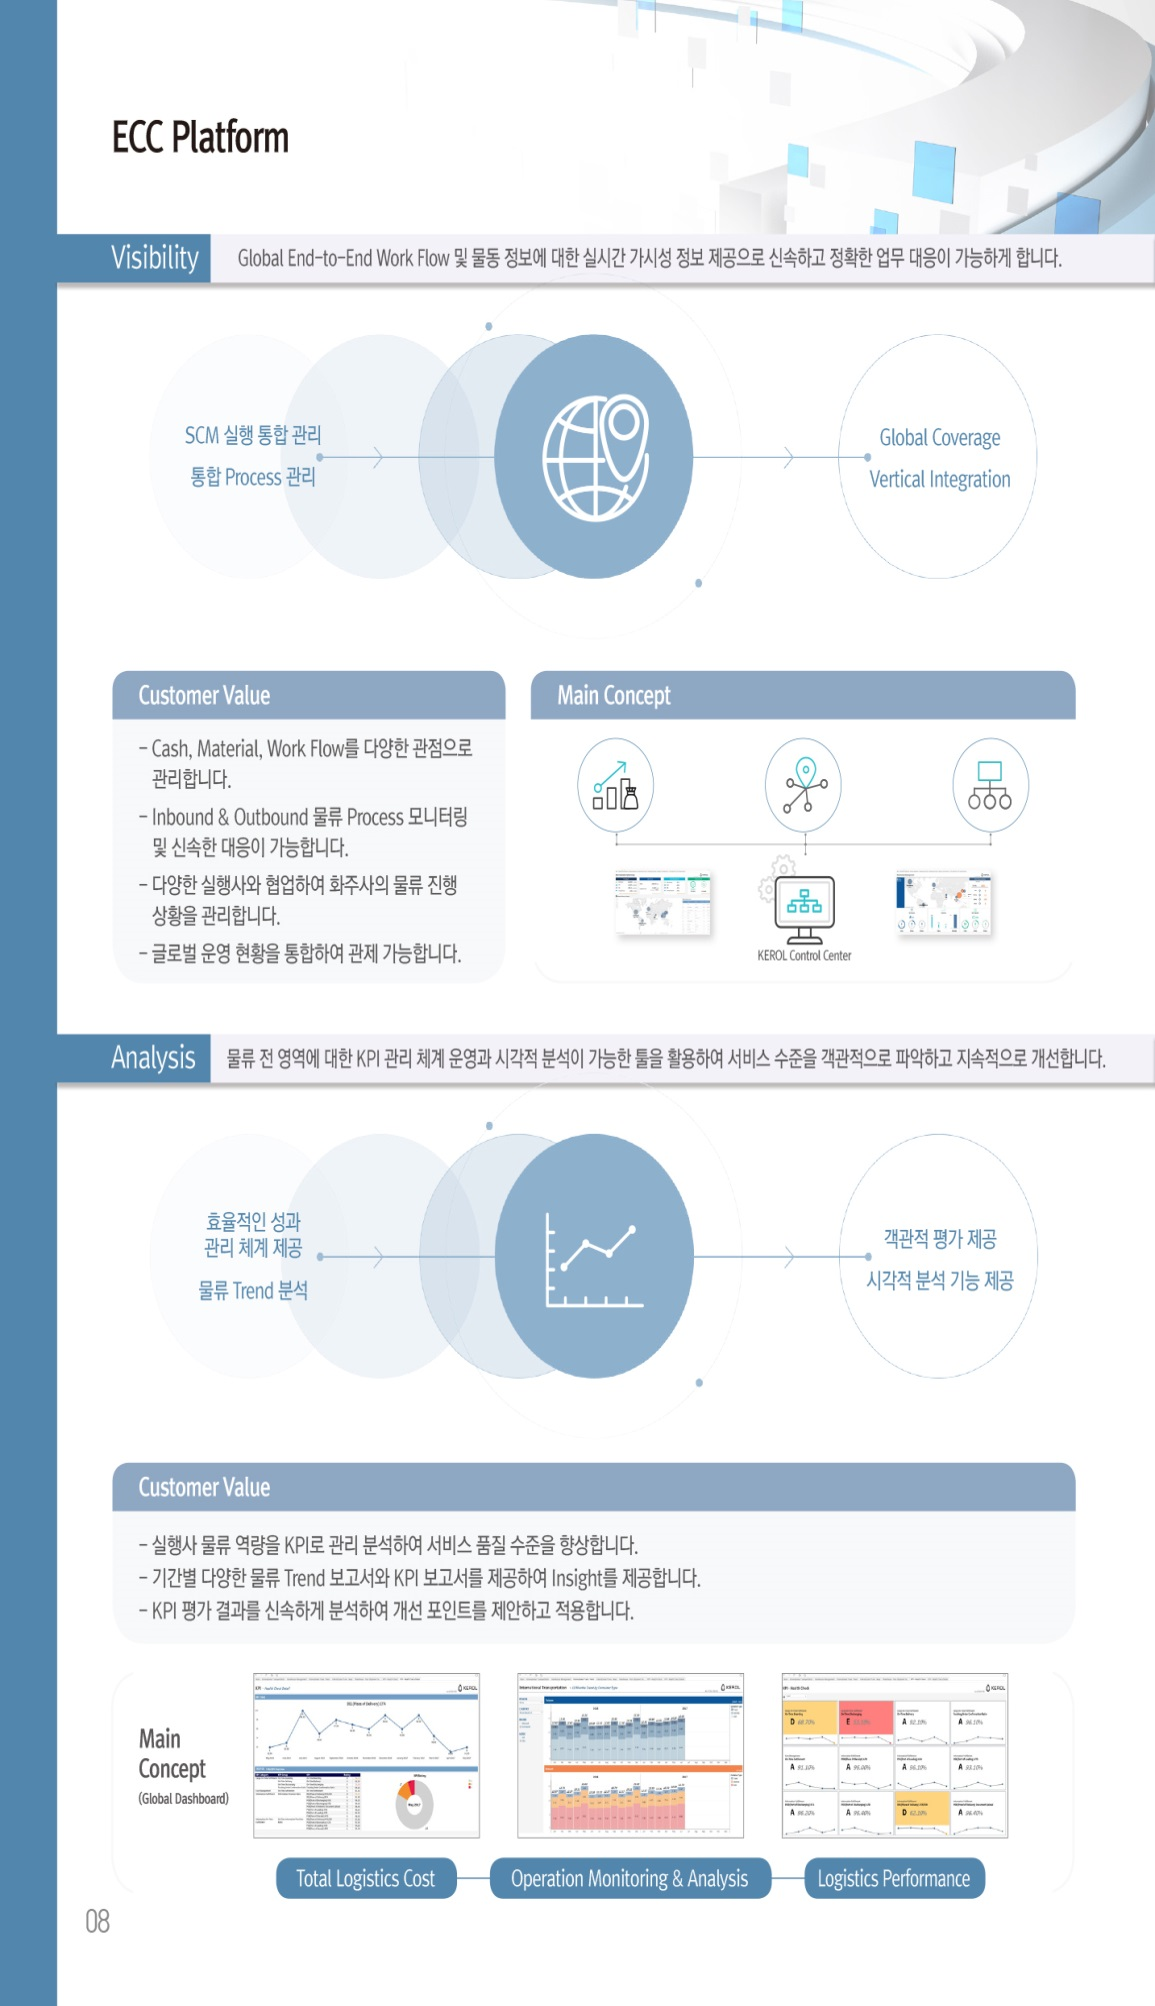 ECC Platform
Visibility
Global End-to-End Work Flow 및 물동 정보에 대한 실시간 가시성 정보 제공으로 신속하고 정확한 업무 대응이 가능하게 합니다.
SCM 실행 통합 관리
통합 Process 관리
Global Coverage
Vertical Integration
Customer Value
- Cash, Material, Work Flow를 다양한 관점으로
관리합니다.
- Inbound & Outbound 물류 Process 모니터링
및 신속한 대응이 가능합니다.
- 다양한 실행사와 협업하여 화주사의 물류 진행
상황을 관리합니다.
- 글로벌 운영 현황을 통합하여 관제 가능합니다.
Main Concept
KEROL Control Center
Analysis
물류 전 영역에 대한 KPI 관리 체계 운영과 시각적 분석이 가능한 툴을 활용하여 서비스 수준을 객관적으로 파악하고 지속적으로 개선합니다.
효율적인 성과
관리 체계 제공
물류 Trend 분석
객관적 평가 제공
시각적 분석 기능 제공
Customer Value
- 실행사 물류 역량을 KPI로 관리 분석하여 서비스 품질 수준을 향상합니다.
- 기간별 다양한 물류 Trend 보고서와 KPI 보고서를 제공하여 Insight를 제공합니다.
- KPI 평가 결과를 신속하게 분석하여 개선 포인트를 제안하고 적용합니다.
Main
Concept
(Global Dashboard)
KEROL
KEROL
KEROL
Total Logistics Cost
Operation Monitoring & Analysis
Logistics Performance
08